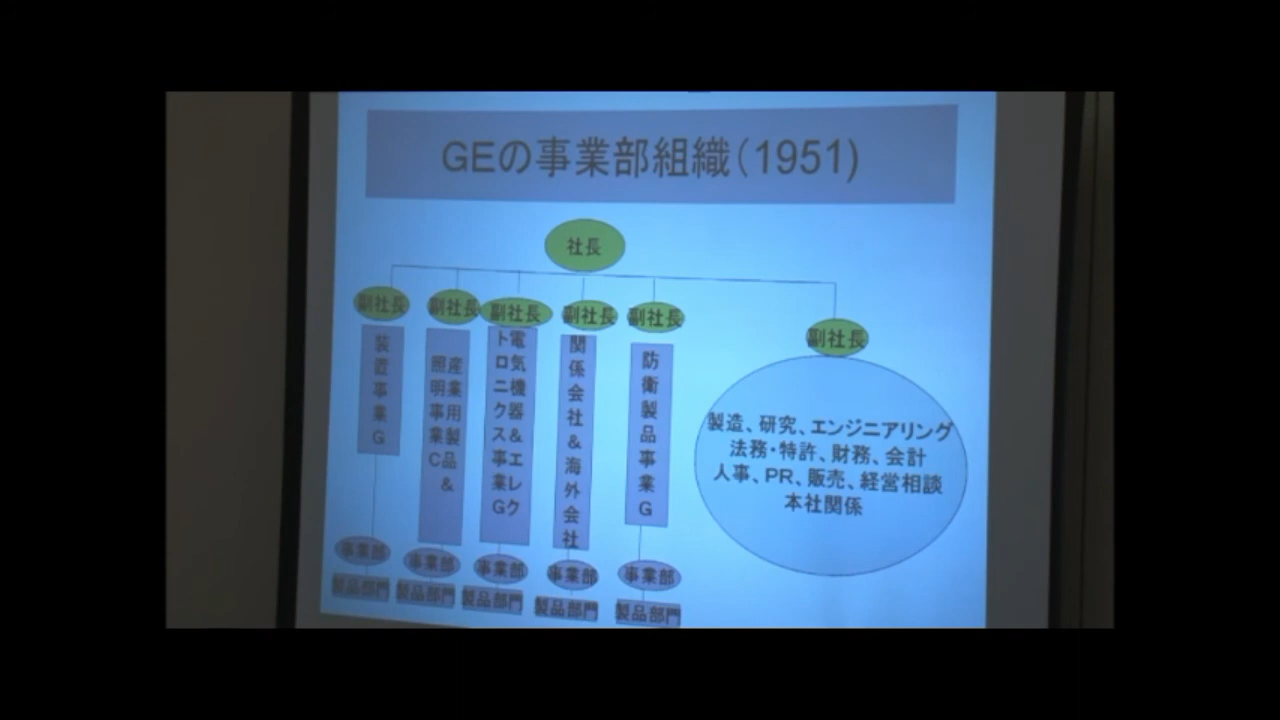 GEの事業部組織(1951)
社長
副社長
副社長
副社長
副社長
副社長
副社長
装置事業G
産業用製品&
照明事業C
電気機器&エレク
トロニクス事業G
関係会社&海外会社
防衛製品事業G
製造、研究、エンジニアリング
法務・特許、財務、会計
人事、PR、販売、経営相談
本社関係
事業部
事業部
事業部
事業部
事業部
製品部門
製品部門
製品部門
製品部門
製品部門